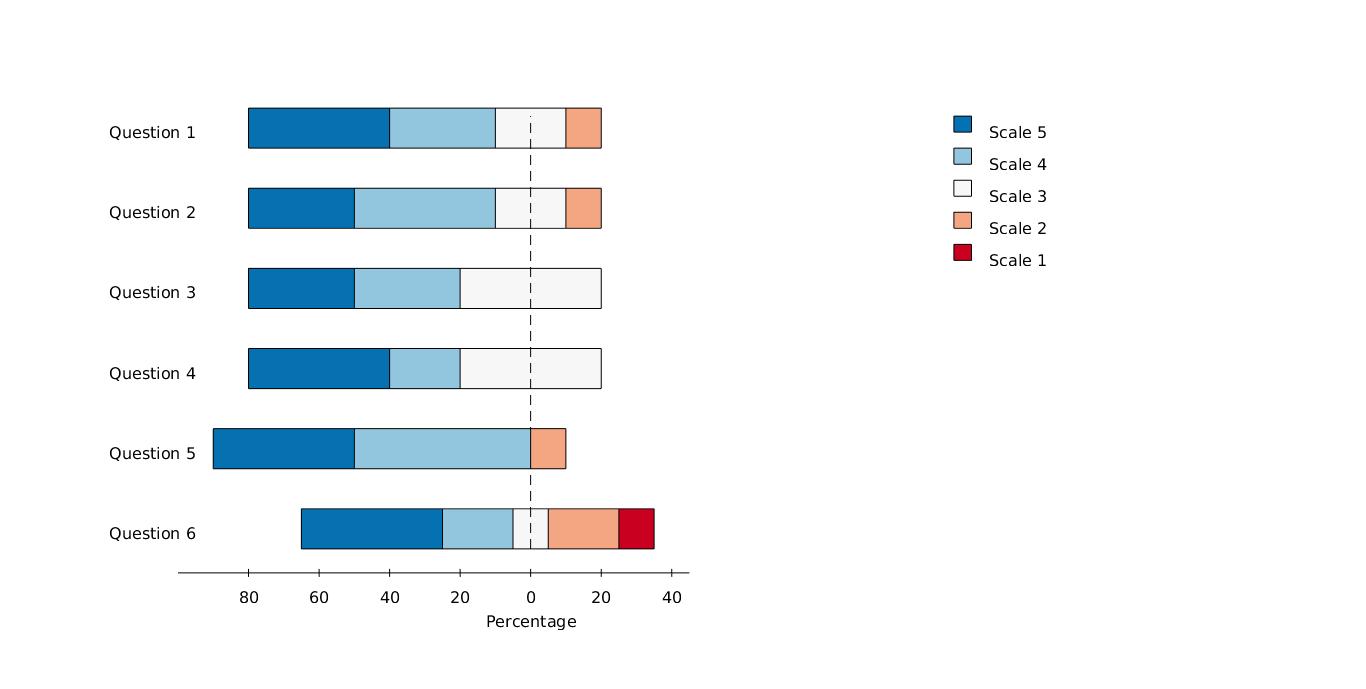 Question 1
Question 2
Question 3
Question 4
Question 5
Question 6
80 60 40 20 0 20 40
Percentage
Scale 5
Scale 4
Scale 3
Scale 2
Scale 1